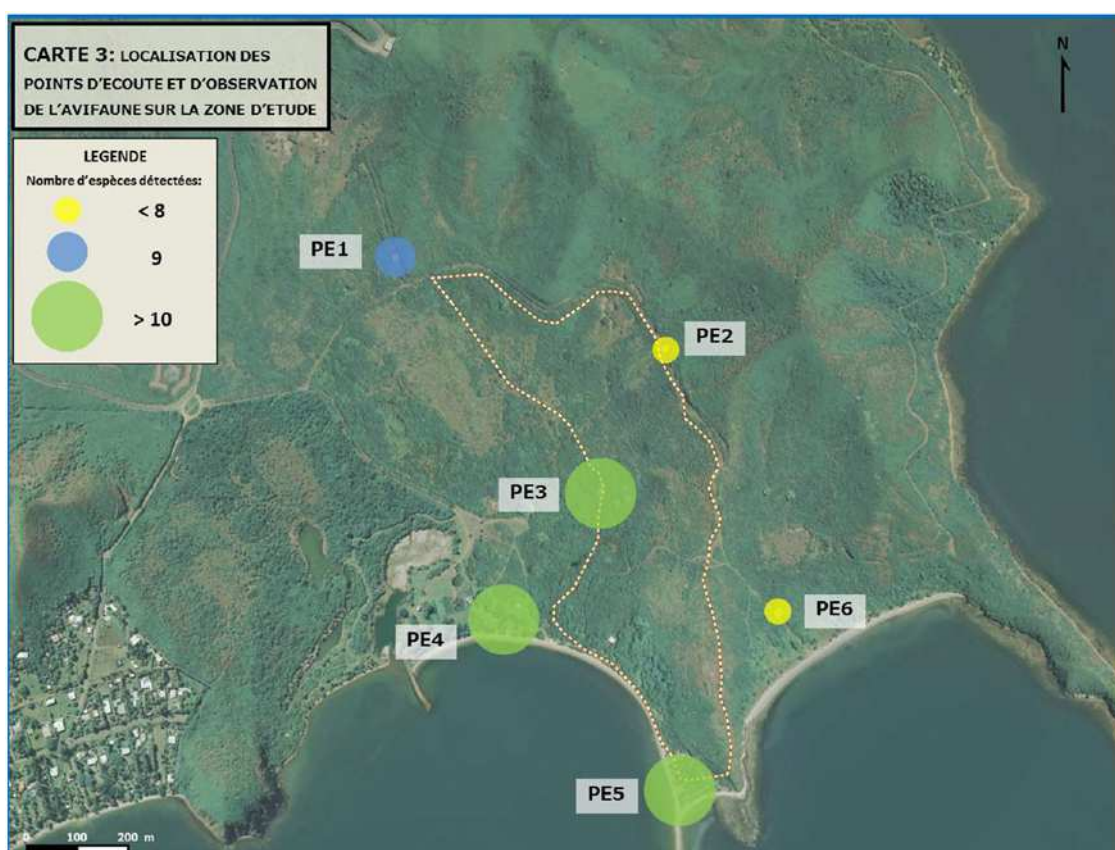 CARTE 3: LOCALISATION DES
POINTS D'ECOUTE ET D'OBSERVATION
DE L'AVIFAUNE SUR LA ZONE D'ETUDE
N
LEGENDE
Nombre d'espèces détectées:
< 8
9
> 10
PE1
PE2
PE3
PE6
PE4
PE5
0 100 200 m